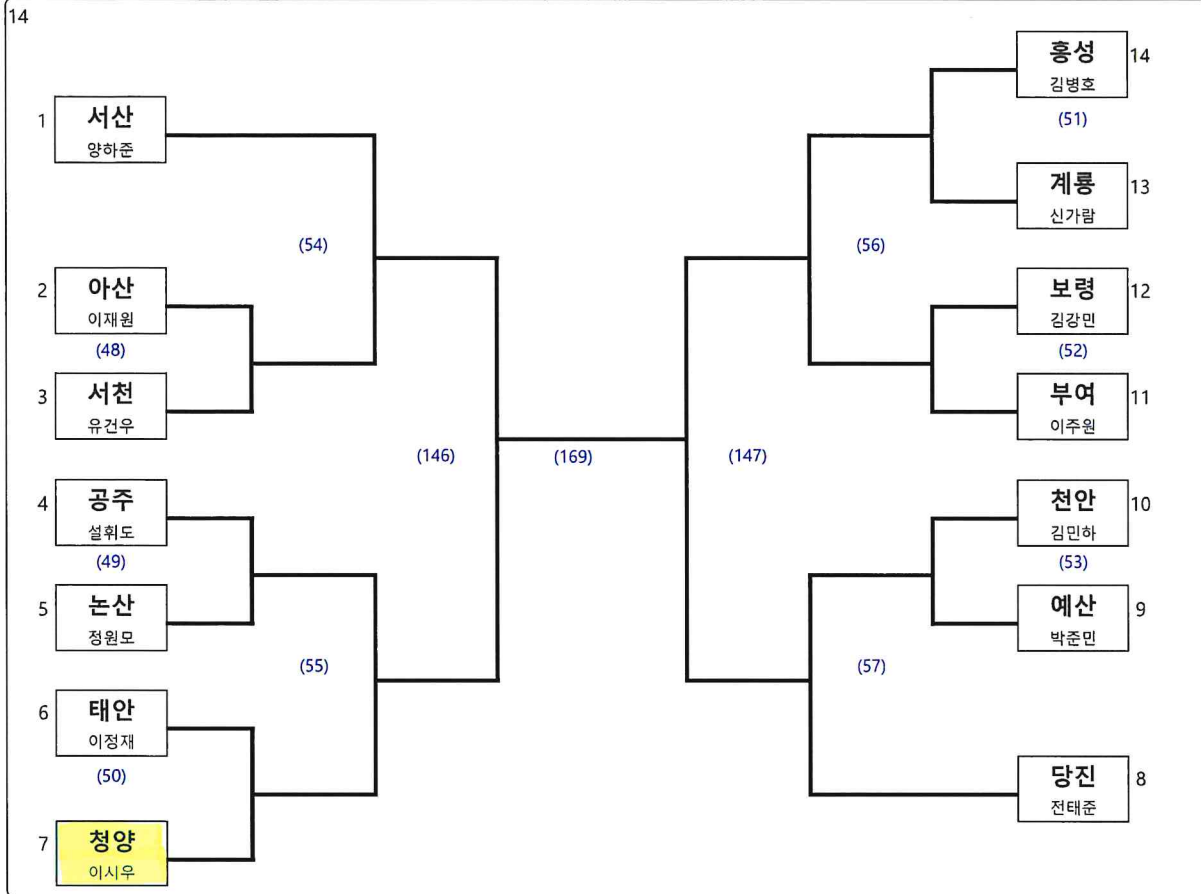 14
1
서산
양하준
(54)
2
아산
이재원
(48)
3
서천
유건우
(146)
4
공주
설휘도
(49)
5
논산
정원모
(55)
6
태안
이정재
(50)
7
청양
이시우
(169)
홍성
14
김병호
(51)
계룡
13
신가람
(56)
보령
12
김강민
(52)
부여
11
이주원
(147)
천안
10
김민하
(53)
예산
9
박준민
(57)
당진
8
전태준